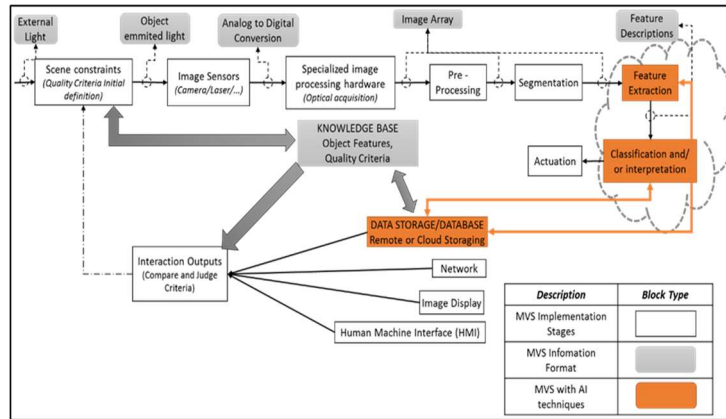 External
Light
Object
emmited light
Analog to Digital
Conversion
Image Array
Feature
Descriptions
Scene constraints
(Quality Criteria Initial
definition)
Image Sensors
(Camera/Laser/...)
Specialized image
processing hardware
(Optical acquisition)
Pre -
Processing
Segmentation
Feature
Extraction
KNOWLEDGE BASE
Object Features,
Quality Criteria
Actuation
Classification and/
or interpretation
DATA STORAGE/DATABASE
Remote or Cloud Storaging
Interaction Outputs
(Compare and Judge
Criteria)
Network
Image Display
Human Machine Interface (HMI)
Description
Block Type
MVS Implementation
Stages
MVS Infomation
Format
MVS with AI
techniques